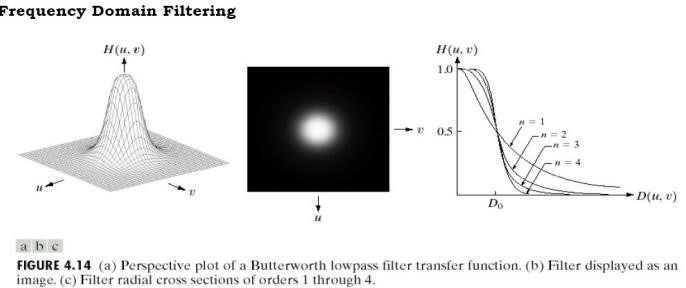 Frequency Domain Filtering
H(u, v)
u
v
v
u
H(u, v)
1.0
0.5
n = 1
n = 2
n = 3
n = 4
D₀
D(u, v)
a b c
FIGURE 4.14 (a) Perspective plot of a Butterworth lowpass filter transfer function. (b) Filter displayed as an
image. (c) Filter radial cross sections of orders 1 through 4.